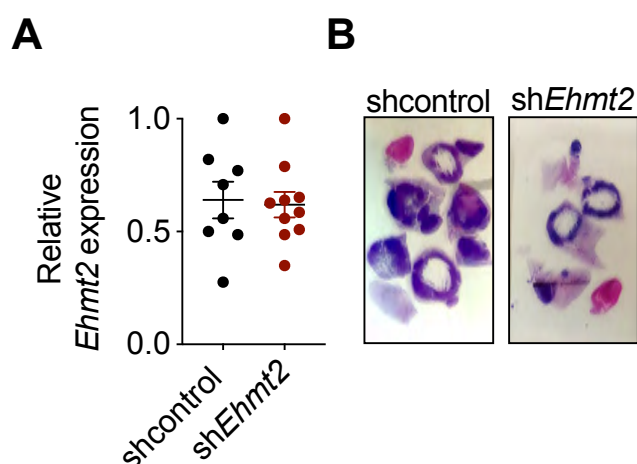 A
Relative
Ehmt2 expression
1.0
0.5
0.0
shcontrol
shEhmt2
B
shcontrol
shEhmt2